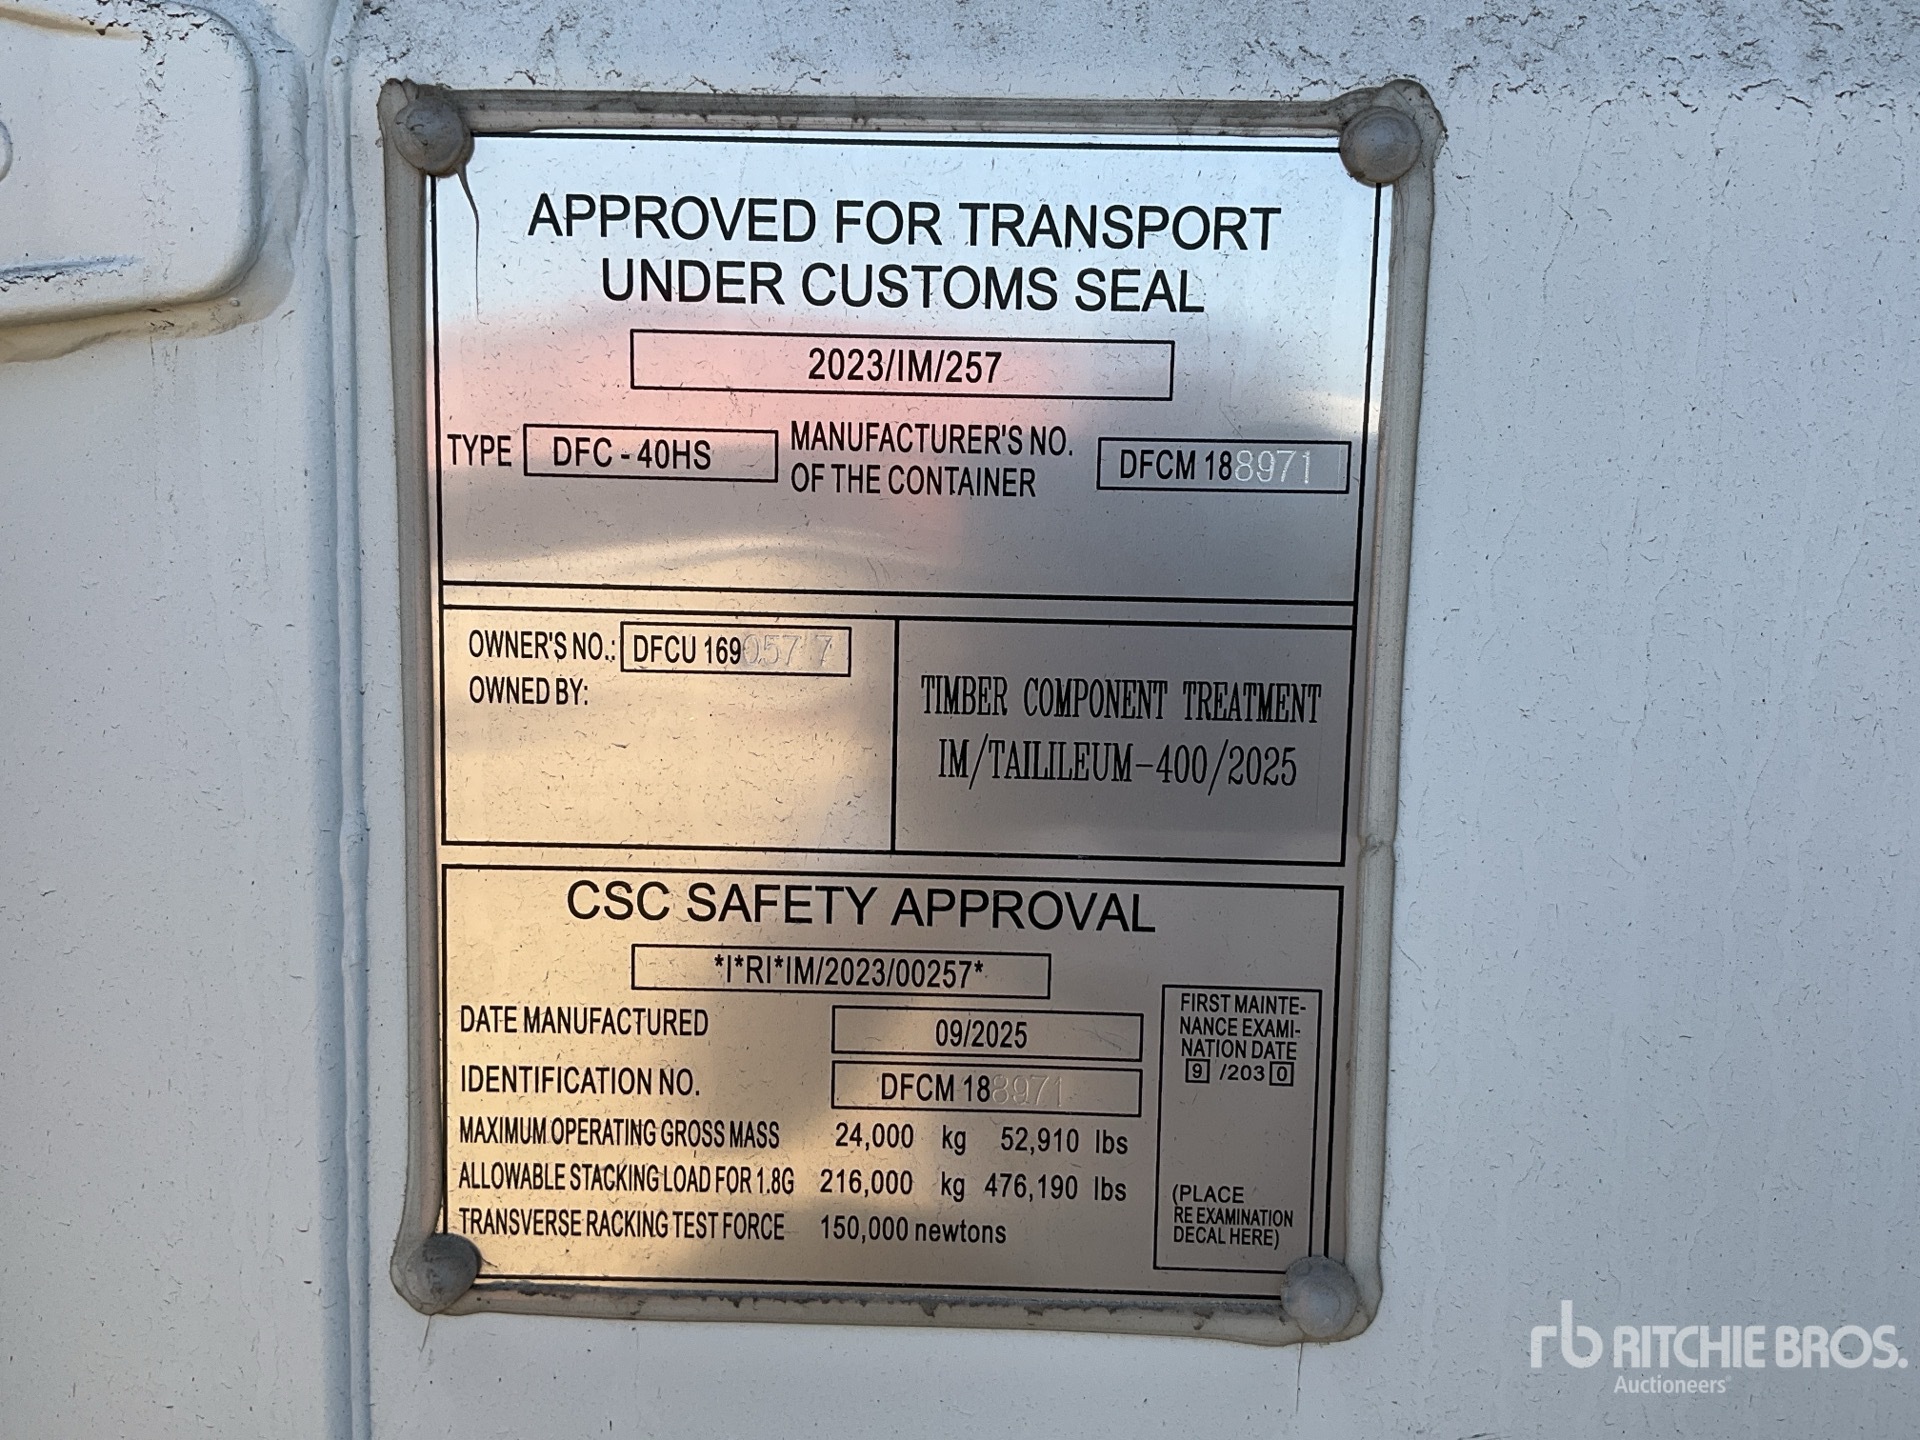 APPROVED FOR TRANSPORT
UNDER CUSTOMS SEAL
2023/IM/257
TYPE DFC - 40HS
MANUFACTURER'S NO.
OF THE CONTAINER
DFCM 188971
OWNER'S NO.: DFCU 1690577
OWNED BY:
TIMBER COMPONENT TREATMENT
IM/TAILILEUM-400/2025
CSC SAFETY APPROVAL
*I*RI*IM/2023/00257*
DATE MANUFACTURED 09/2025
IDENTIFICATION NO. DFCM 188971
MAXIMUM OPERATING GROSS MASS 24,000 kg 52,910 lbs
ALLOWABLE STACKING LOAD FOR 1.8G 216,000 kg 476,190 lbs
TRANSVERSE RACKING TEST FORCE 150,000 newtons
FIRST MAINTE-
NANCE EXAMI-
NATION DATE
9 /203 0
(PLACE
RE EXAMINATION
DECAL HERE)
rb RITCHIE BROS.
Auctioneers